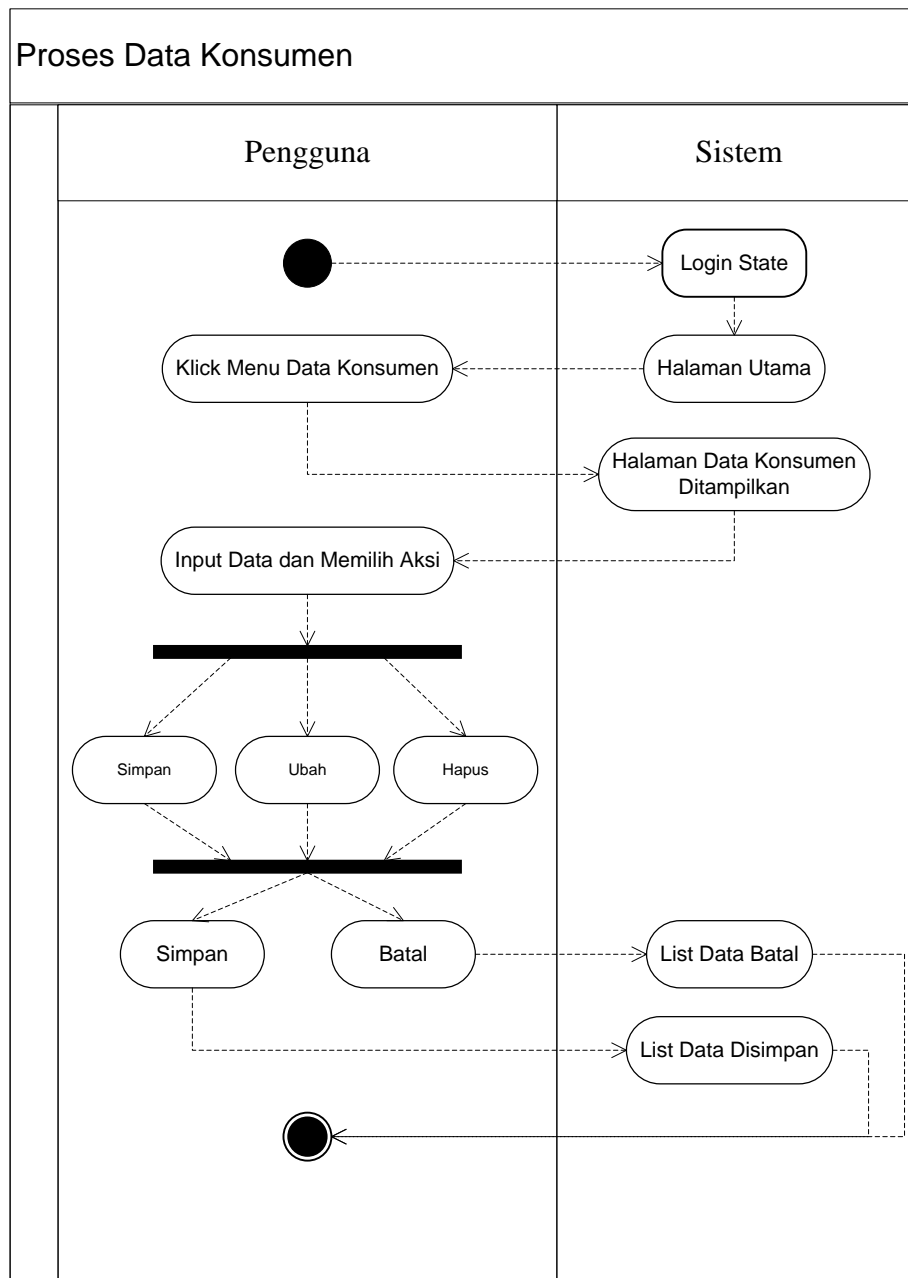 Proses Data Konsumen
Pengguna
Sistem
Login State
Klick Menu Data Konsumen
Halaman Utama
Halaman Data Konsumen
Ditampilkan
Input Data dan Memilih Aksi
Simpan
Ubah
Hapus
Simpan
Batal
List Data Batal
List Data Disimpan